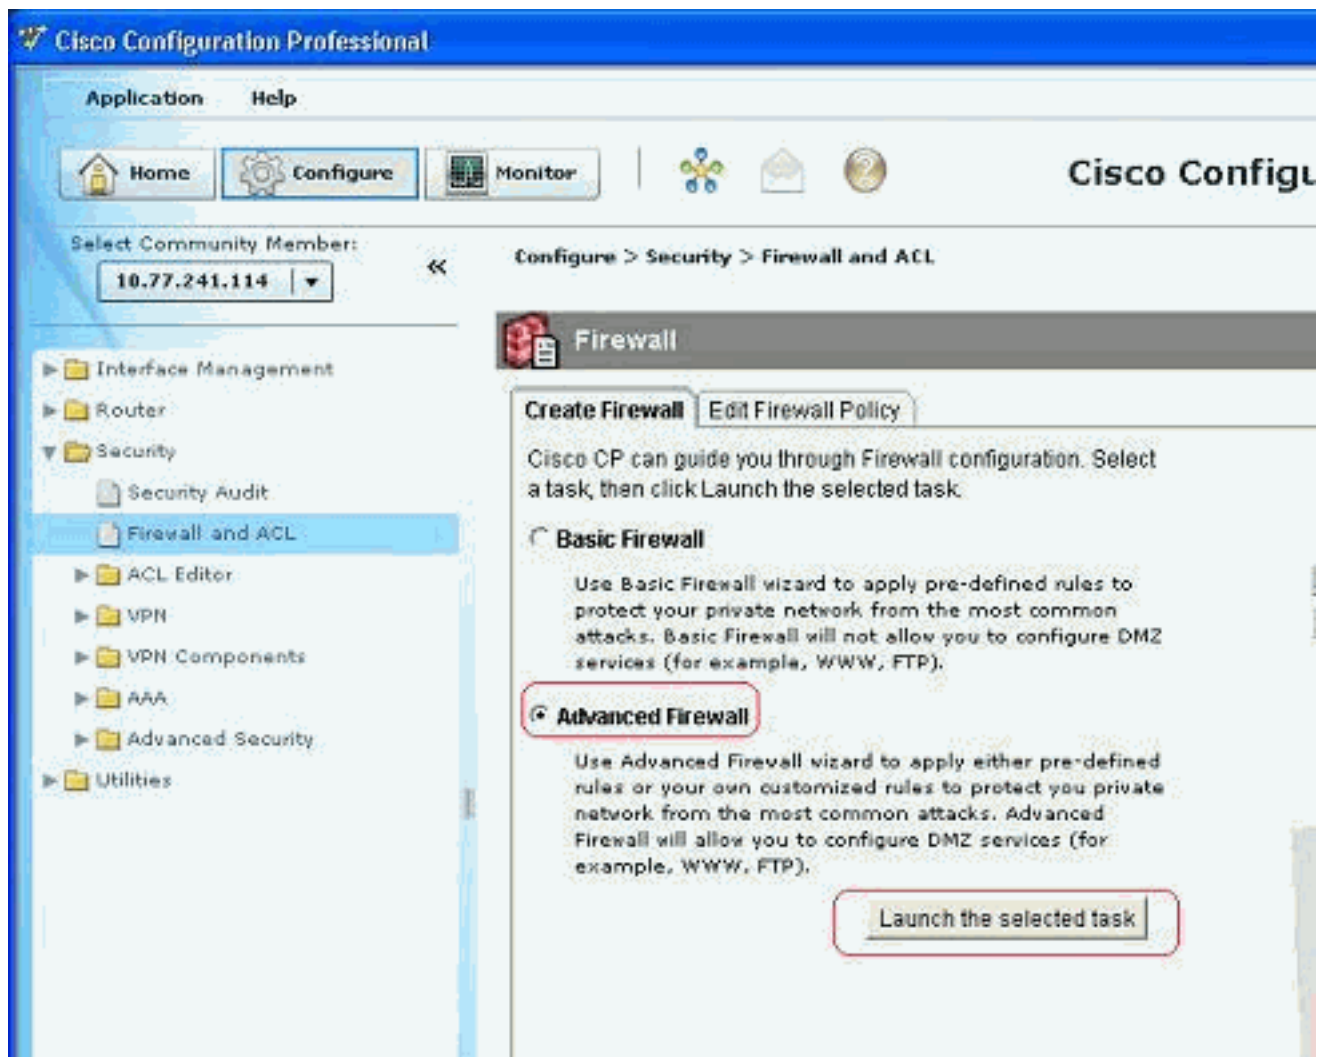 Cisco Configuration Professional
Application Help
Home Configure Monitor
Cisco Configu
Select Community Member:
10.77.241.114
Configure > Security > Firewall and ACL
Interface Management
Router
Security
Security Audit
Firewall and ACL
ACL Editor
VPN
VPN Components
AAA
Advanced Security
Utilities
Firewall
Create Firewall Edit Firewall Policy
Cisco CP can guide you through Firewall configuration. Select
a task, then click Launch the selected task.
Basic Firewall
Use Basic Firewall wizard to apply pre-defined rules to
protect your private network from the most common
attacks. Basic Firewall will not allow you to configure DMZ
services (for example, WWW, FTP).
Advanced Firewall
Use Advanced Firewall wizard to apply either pre-defined
rules or your own customized rules to protect you private
network from the most common attacks. Advanced
Firewall will allow you to configure DMZ services (for
example, WWW, FTP).
Launch the selected task